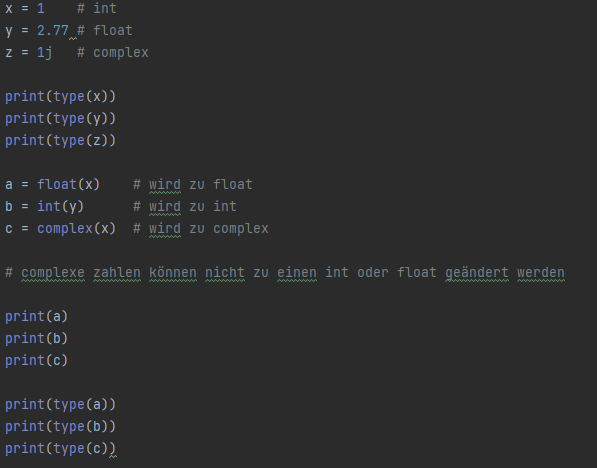 x = 1    # int
y = 2.77 # float
z = 1j   # complex
print(type(x))
print(type(y))
print(type(z))
a = float(x)    # wird zu float
b = int(y)      # wird zu int
c = complex(x)  # wird zu complex
# complexe zahlen können nicht zu einen int oder float geändert werden
print(a)
print(b)
print(c)
print(type(a))
print(type(b))
print(type(c))